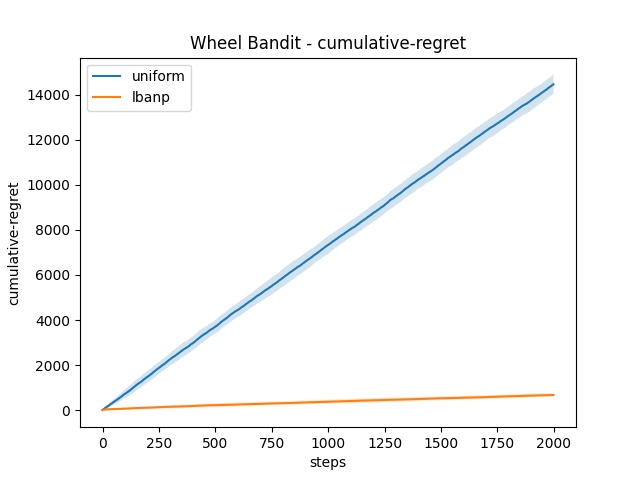 Wheel Bandit - cumulative-regret
uniform
lbanp
cumulative-regret
14000
12000
10000
8000
6000
4000
2000
0
0 250 500 750 1000 1250 1500 1750 2000
steps